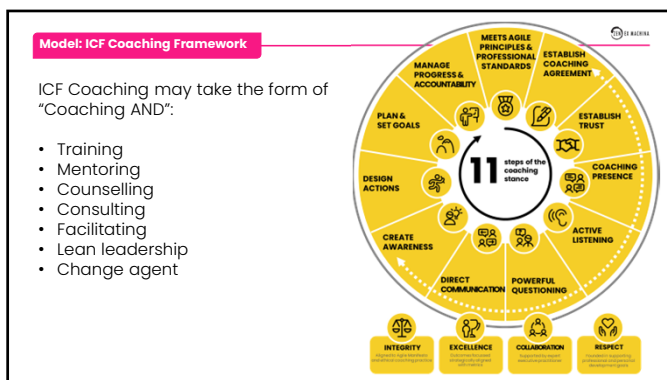 Model: ICF Coaching Framework
ZEN EX MACHINA
ICF Coaching may take the form of
“Coaching AND”:
• Training
• Mentoring
• Counselling
• Consulting
• Facilitating
• Lean leadership
• Change agent
MEETS AGILE
PRINCIPLES &
PROFESSIONAL
STANDARDS
ESTABLISH
COACHING
AGREEMENT
ESTABLISH
TRUST
COACHING
PRESENCE
ACTIVE
LISTENING
POWERFUL
QUESTIONING
DIRECT
COMMUNICATION
CREATE
AWARENESS
DESIGN
ACTIONS
PLAN &
SET GOALS
MANAGE
PROGRESS &
ACCOUNTABILITY
11
steps of the
coaching
stance
INTEGRITY
EXCELLENCE
COLLABORATION
RESPECT